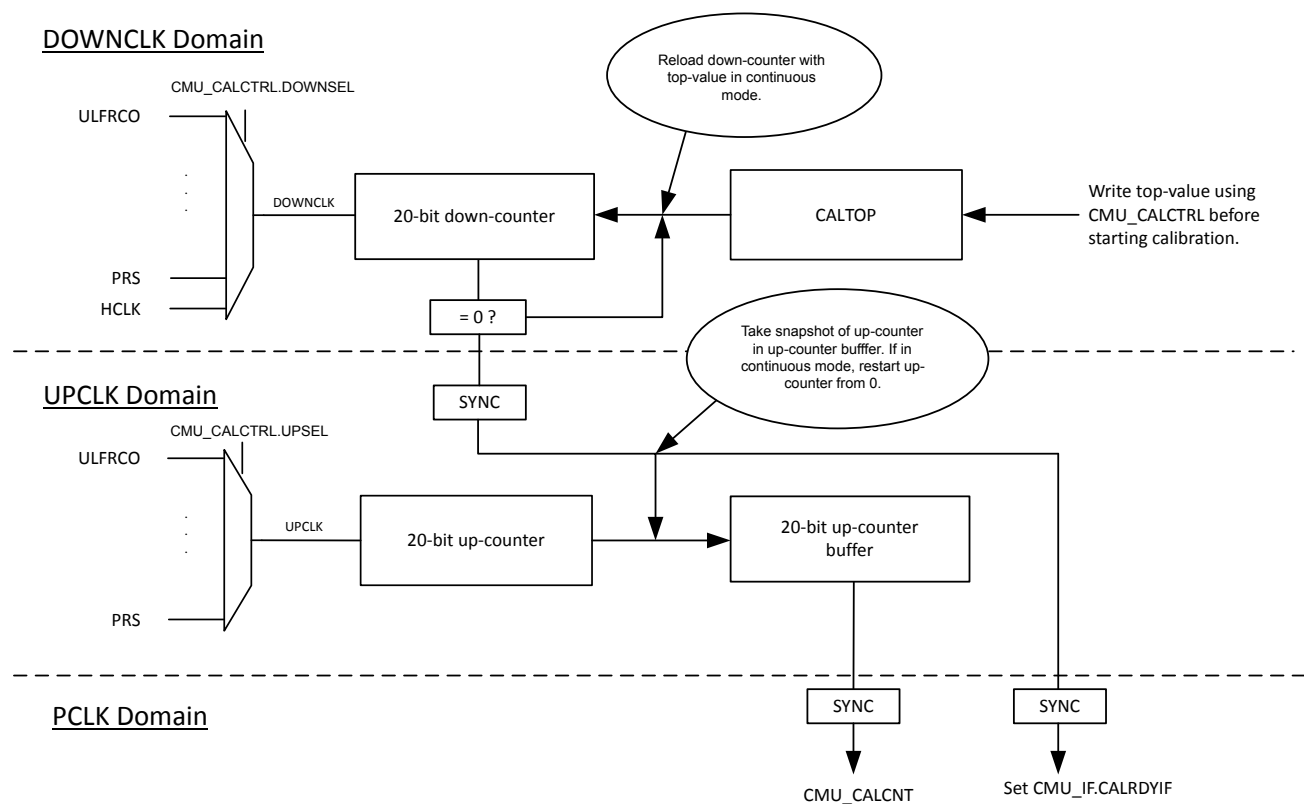 DOWNCLK Domain
Reload down-counter with
top-value in continuous
mode.
CMU_CALCTRL.DOWNSEL
ULFRCO
.
.
.
DOWNCLK
20-bit down-counter
CALTOP
Write top-value using
CMU_CALCTRL before
starting calibration.
PRS
HCLK
= 0 ?
Take snapshot of up-counter
in up-counter bufffer. If in
continuous mode, restart up-
counter from 0.
UPCLK Domain
SYNC
CMU_CALCTRL.UPSEL
ULFRCO
.
.
.
UPCLK
20-bit up-counter
20-bit up-counter
buffer
PRS
PCLK Domain
SYNC
SYNC
CMU_CALCNT
Set CMU_IF.CALRDYIF